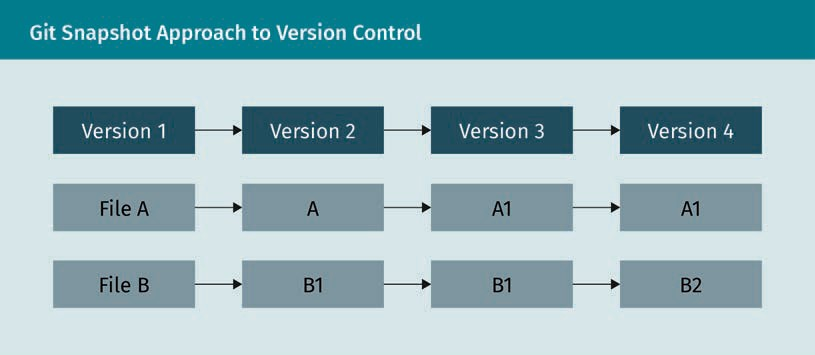 Git Snapshot Approach to Version Control
Version 1
Version 2
Version 3
Version 4
File A
A
A1
A1
File B
B1
B1
B2